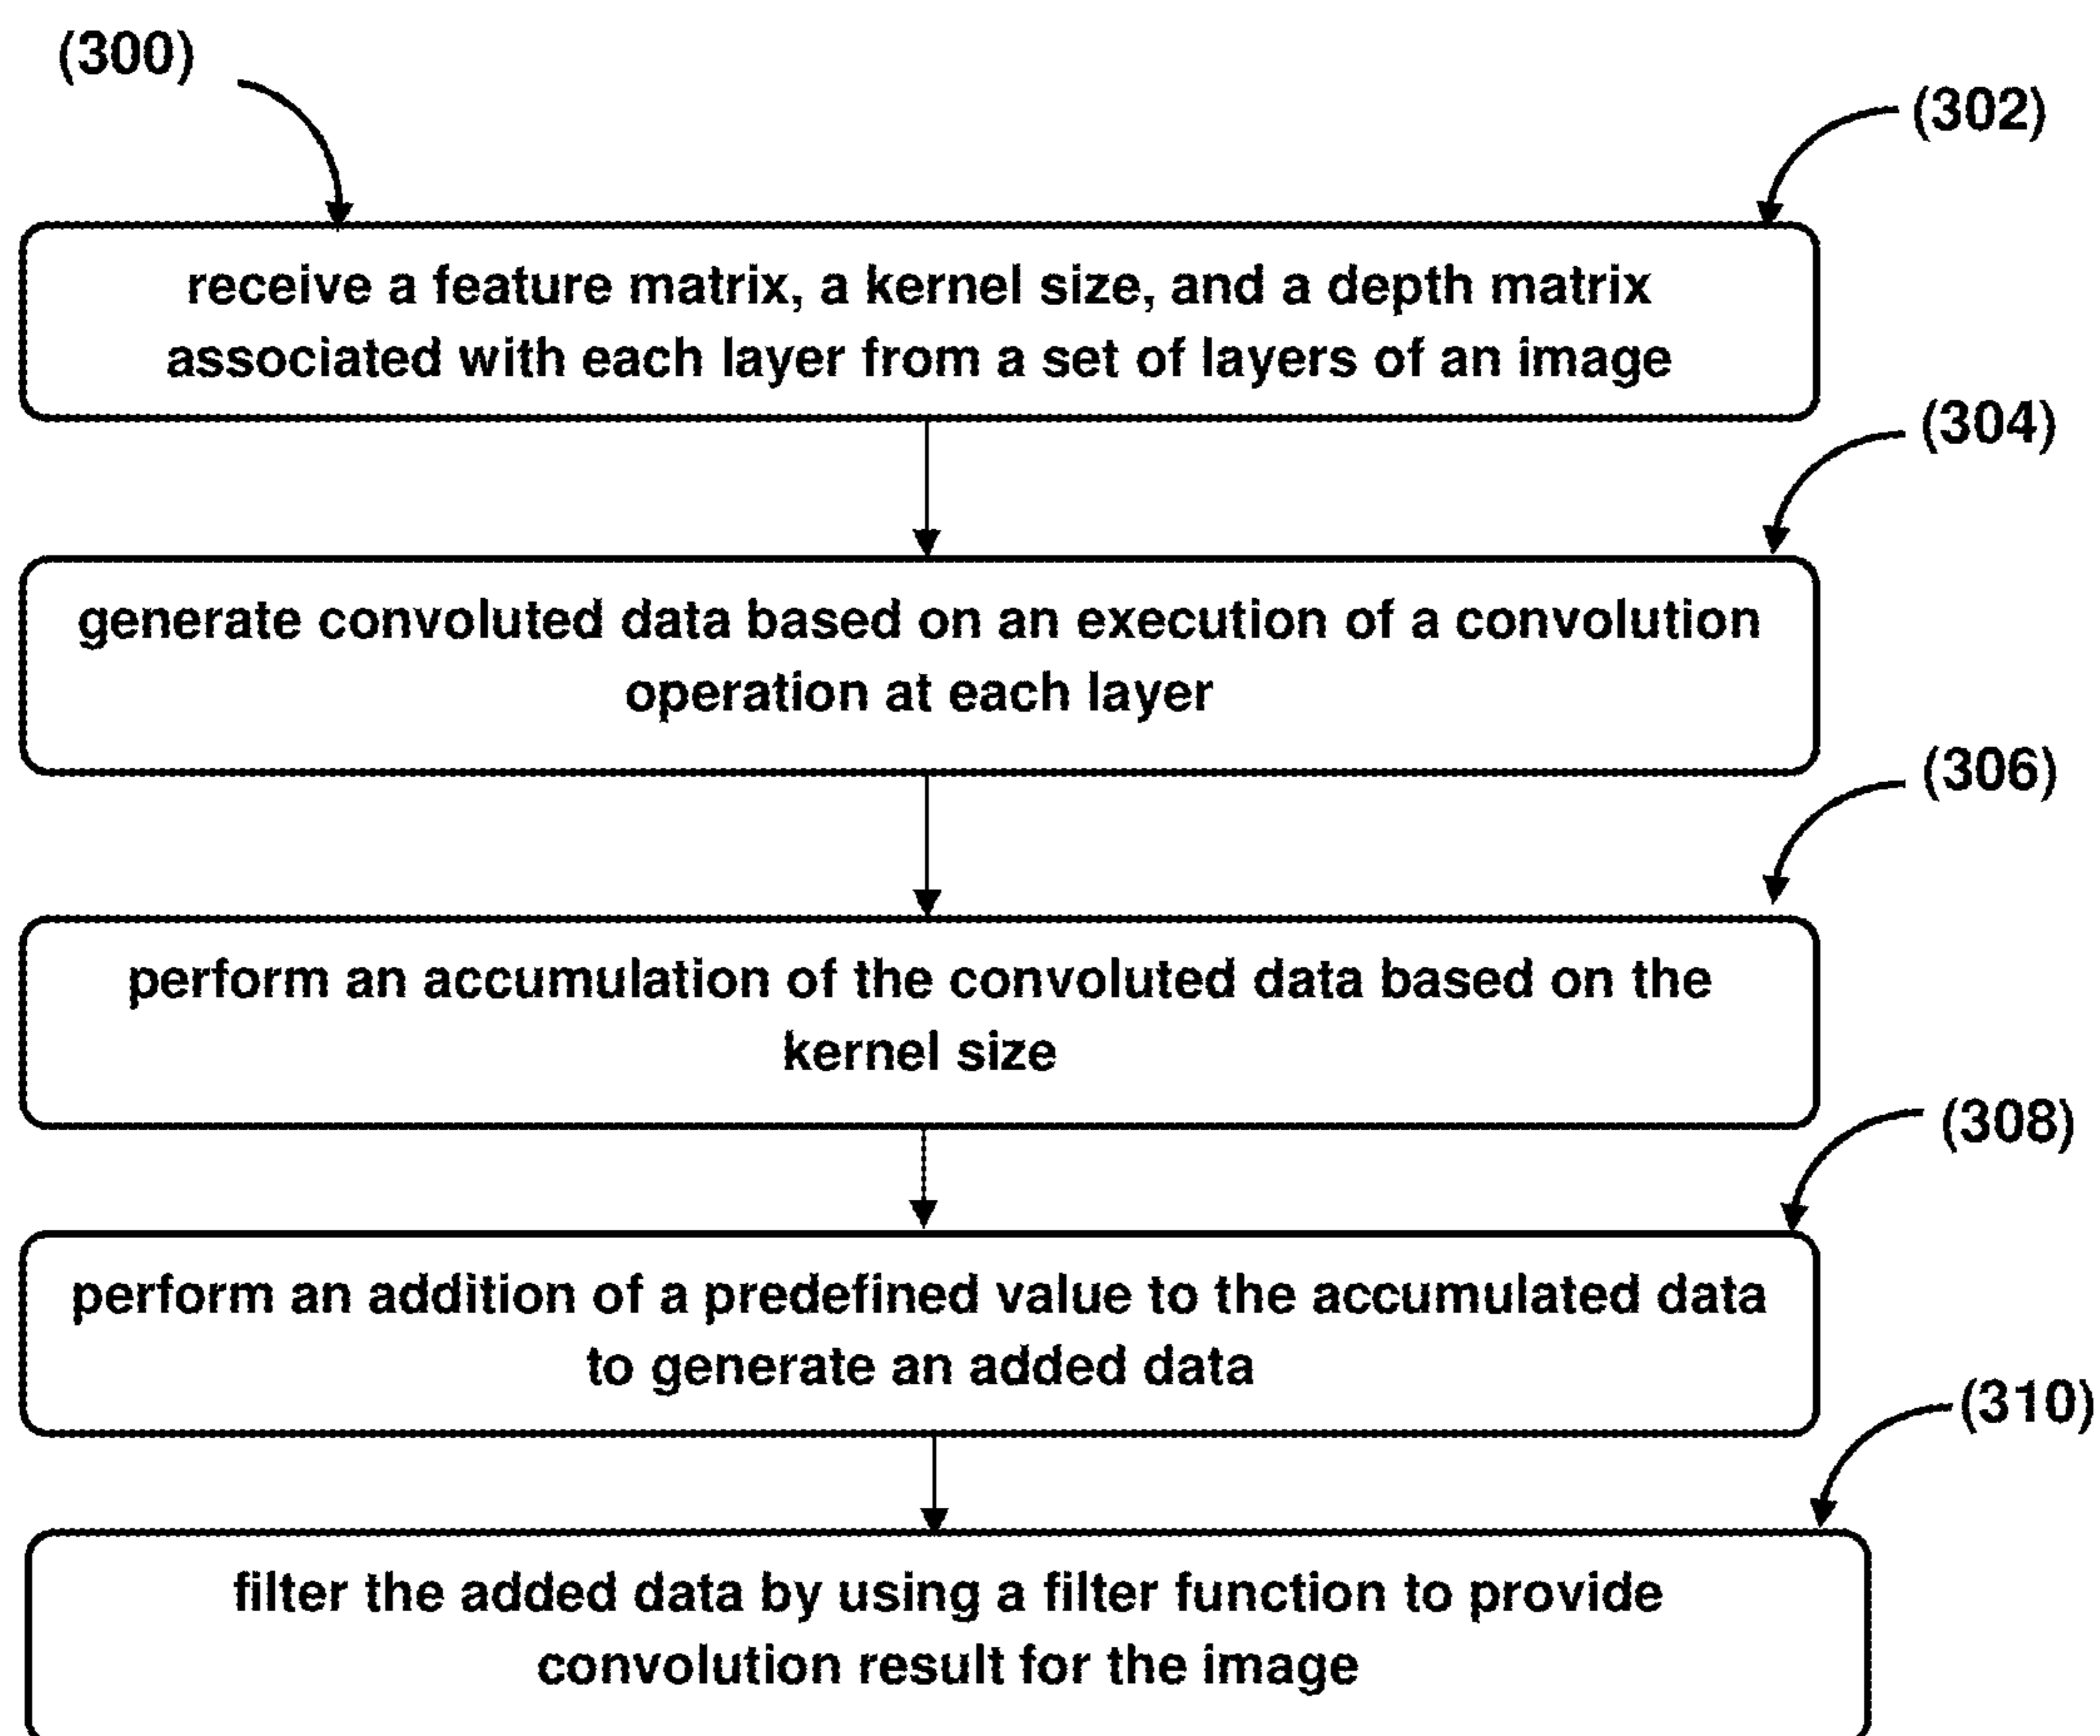 (300)
(302)
receive a feature matrix, a kernel size, and a depth matrix
associated with each layer from a set of layers of an image
(304)
generate convoluted data based on an execution of a convolution
operation at each layer
(306)
perform an accumulation of the convoluted data based on the
kernel size
(308)
perform an addition of a predefined value to the accumulated data
to generate an added data
(310)
filter the added data by using a filter function to provide
convolution result for the image